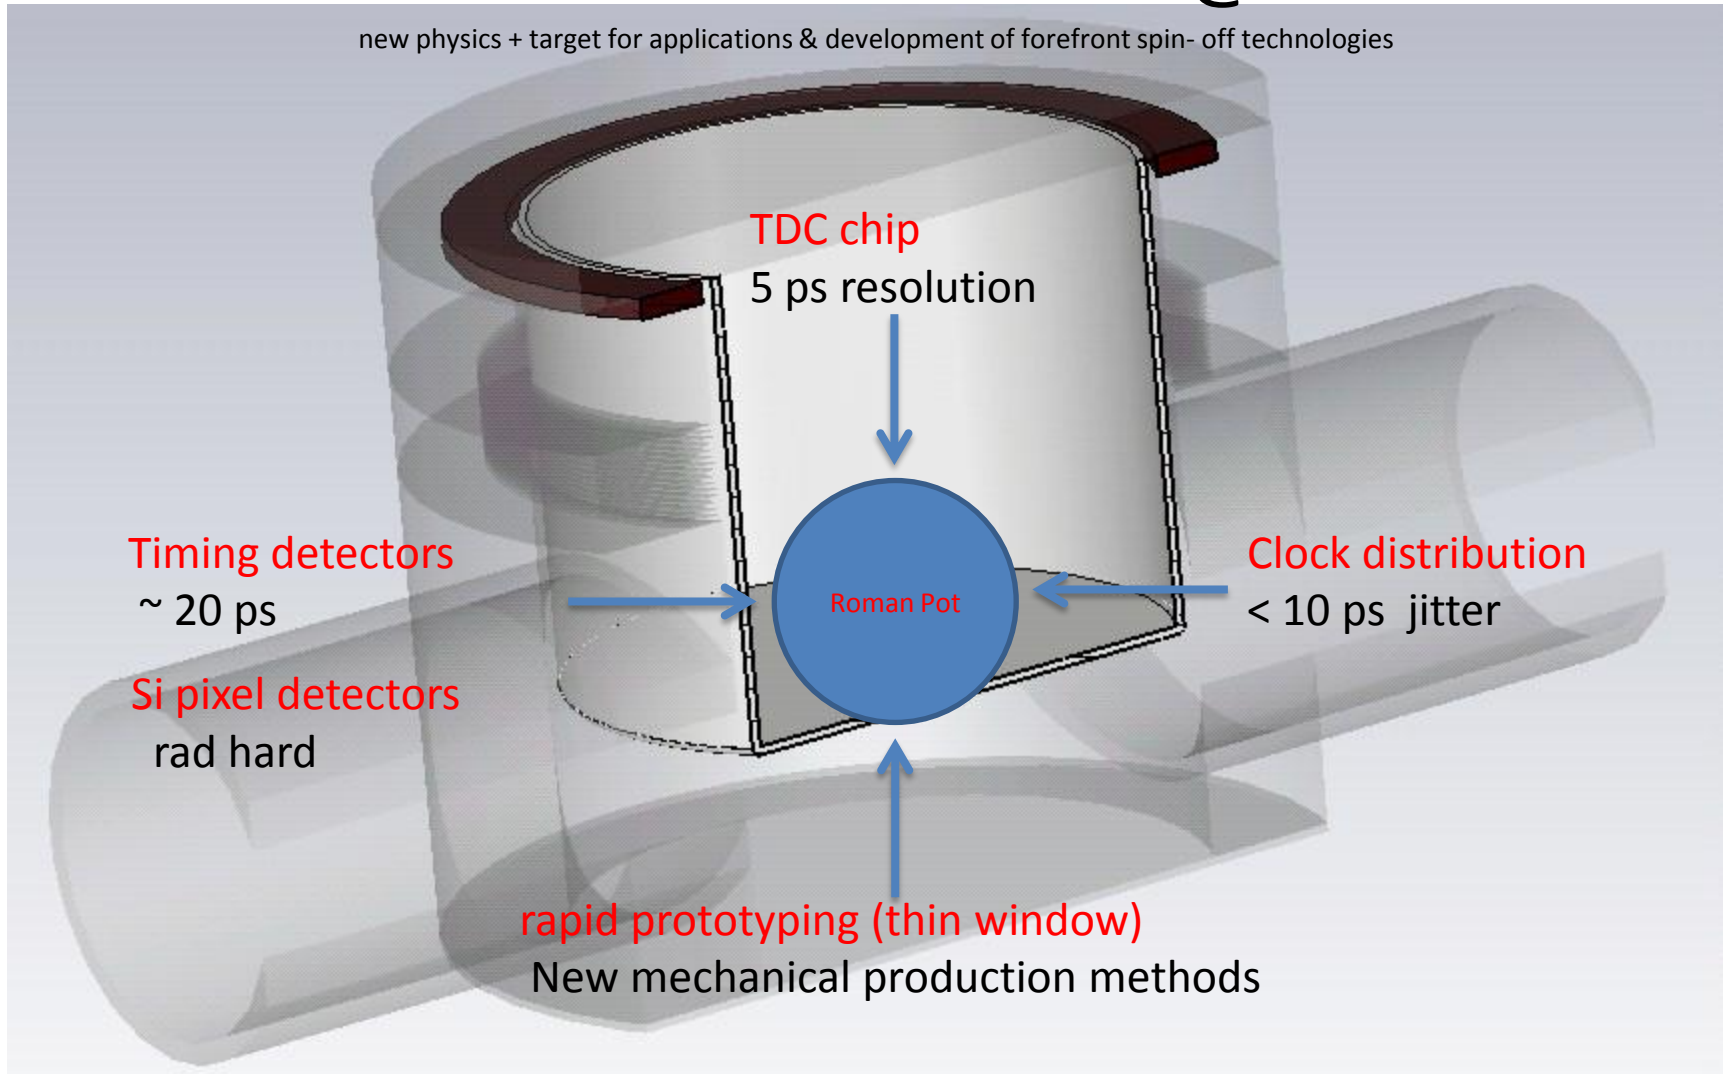 new physics + target for applications & development of forefront spin- off technologies
TDC chip
5 ps resolution
Timing detectors
~ 20 ps
Si pixel detectors
rad hard
Roman Pot
Clock distribution
< 10 ps jitter
rapid prototyping (thin window)
New mechanical production methods